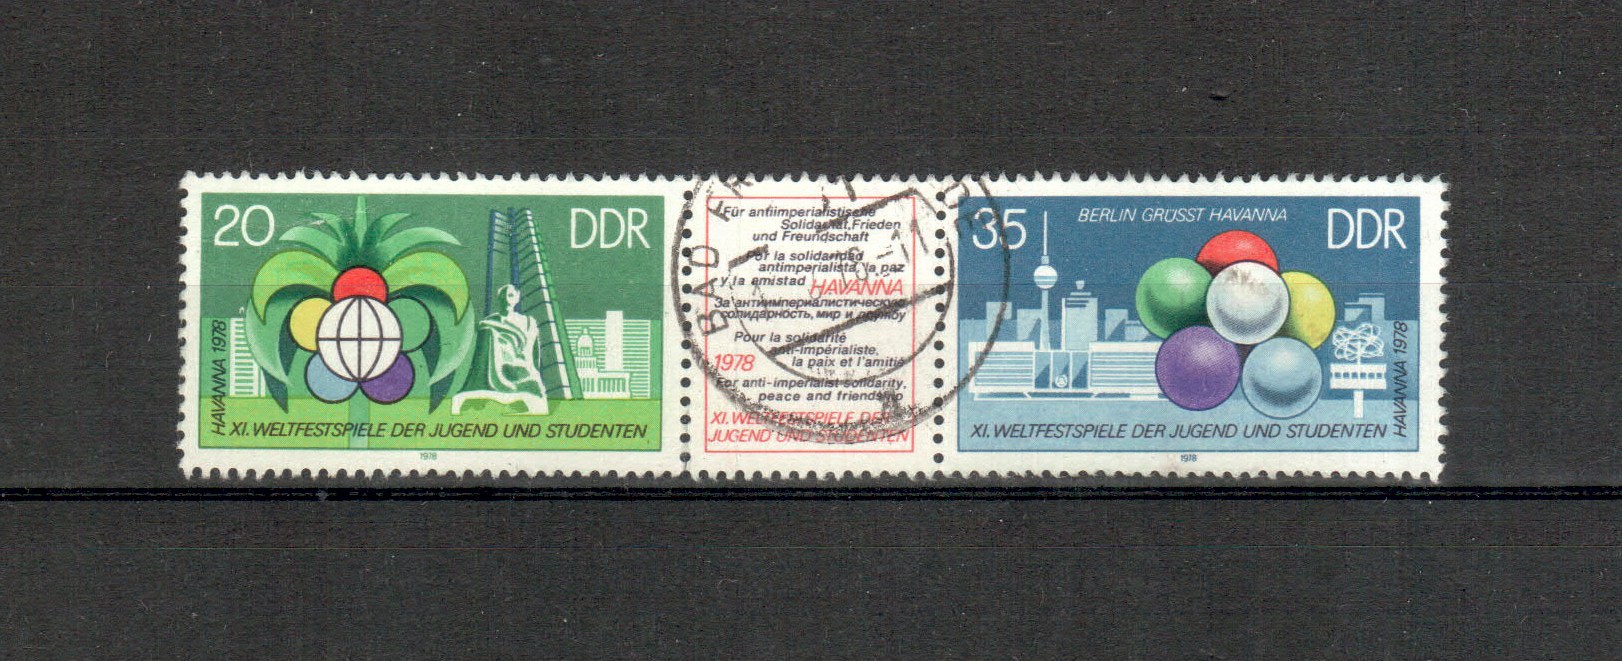 20 DDR
HAVANNA 1978
XI. WELTFESTSPIELE DER JUGEND UND STUDENTEN
1978
Für antiimperialistische
Solidarität, Frieden
und Freundschaft
Por la solidaridad
antimperialista, la paz
y la amistad
HAVANNA
За антиимпериалистическую
солидарность, мир и дружбу
Pour la solidarité
anti-impérialiste,
la paix et l'amitié
1978
For anti-imperialist solidarity,
peace and friendship
XI. WELTFESTSPIELE DER
JUGEND UND STUDENTEN
BAD FR
35 BERLIN GRÜSST HAVANNA DDR
HAVANNA 1978
XI. WELTFESTSPIELE DER JUGEND UND STUDENTEN
1978